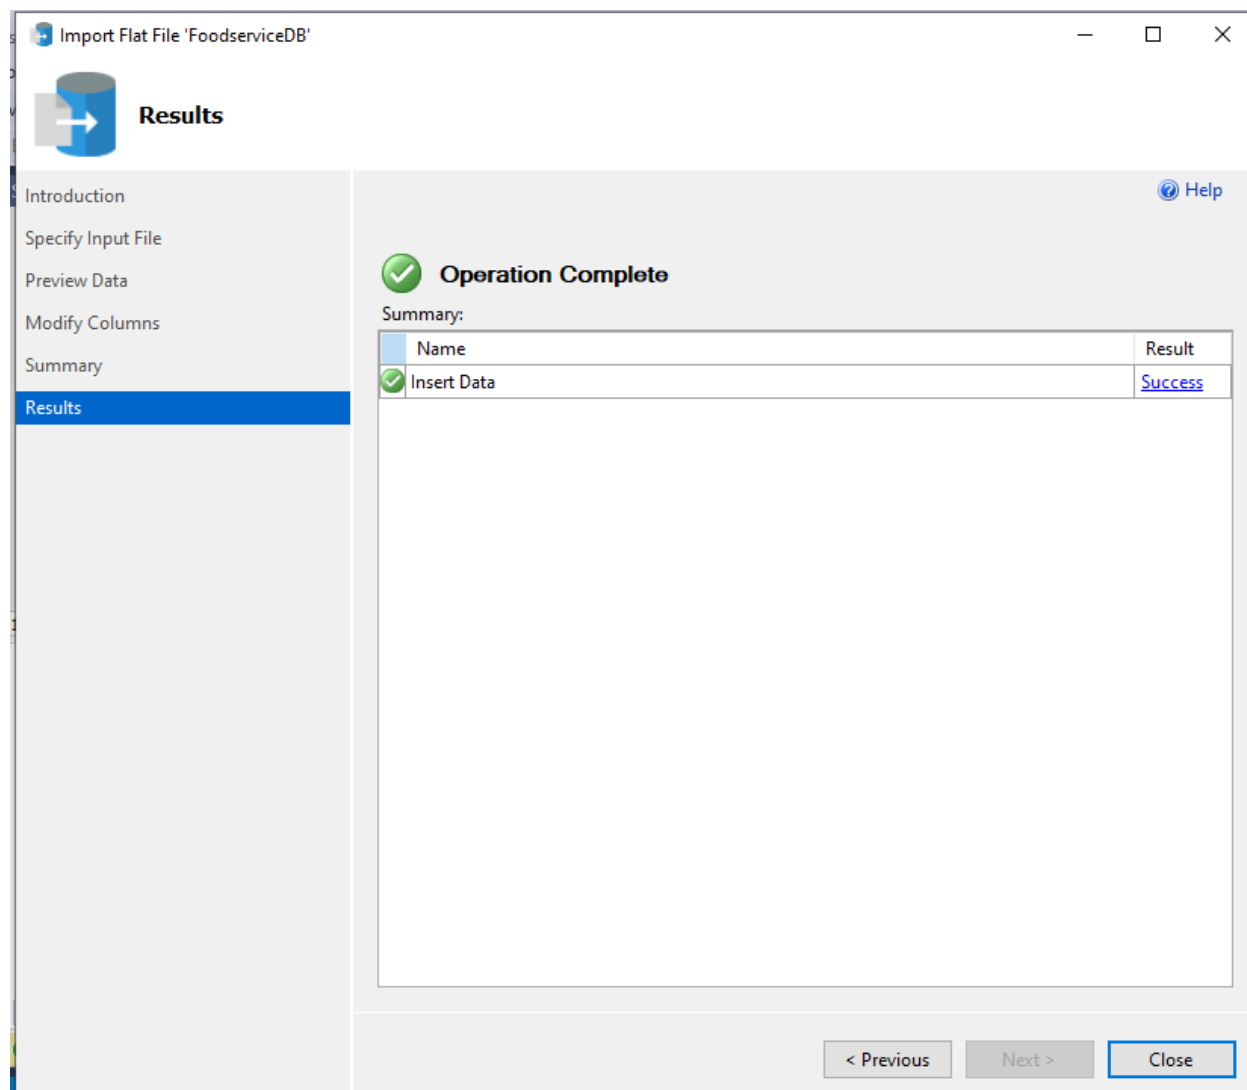 Import Flat File 'FoodserviceDB'
Results
Introduction
Specify Input File
Preview Data
Modify Columns
Summary
Results
Help
Operation Complete
Summary:
Name Result
Insert Data Success
< Previous Next > Close